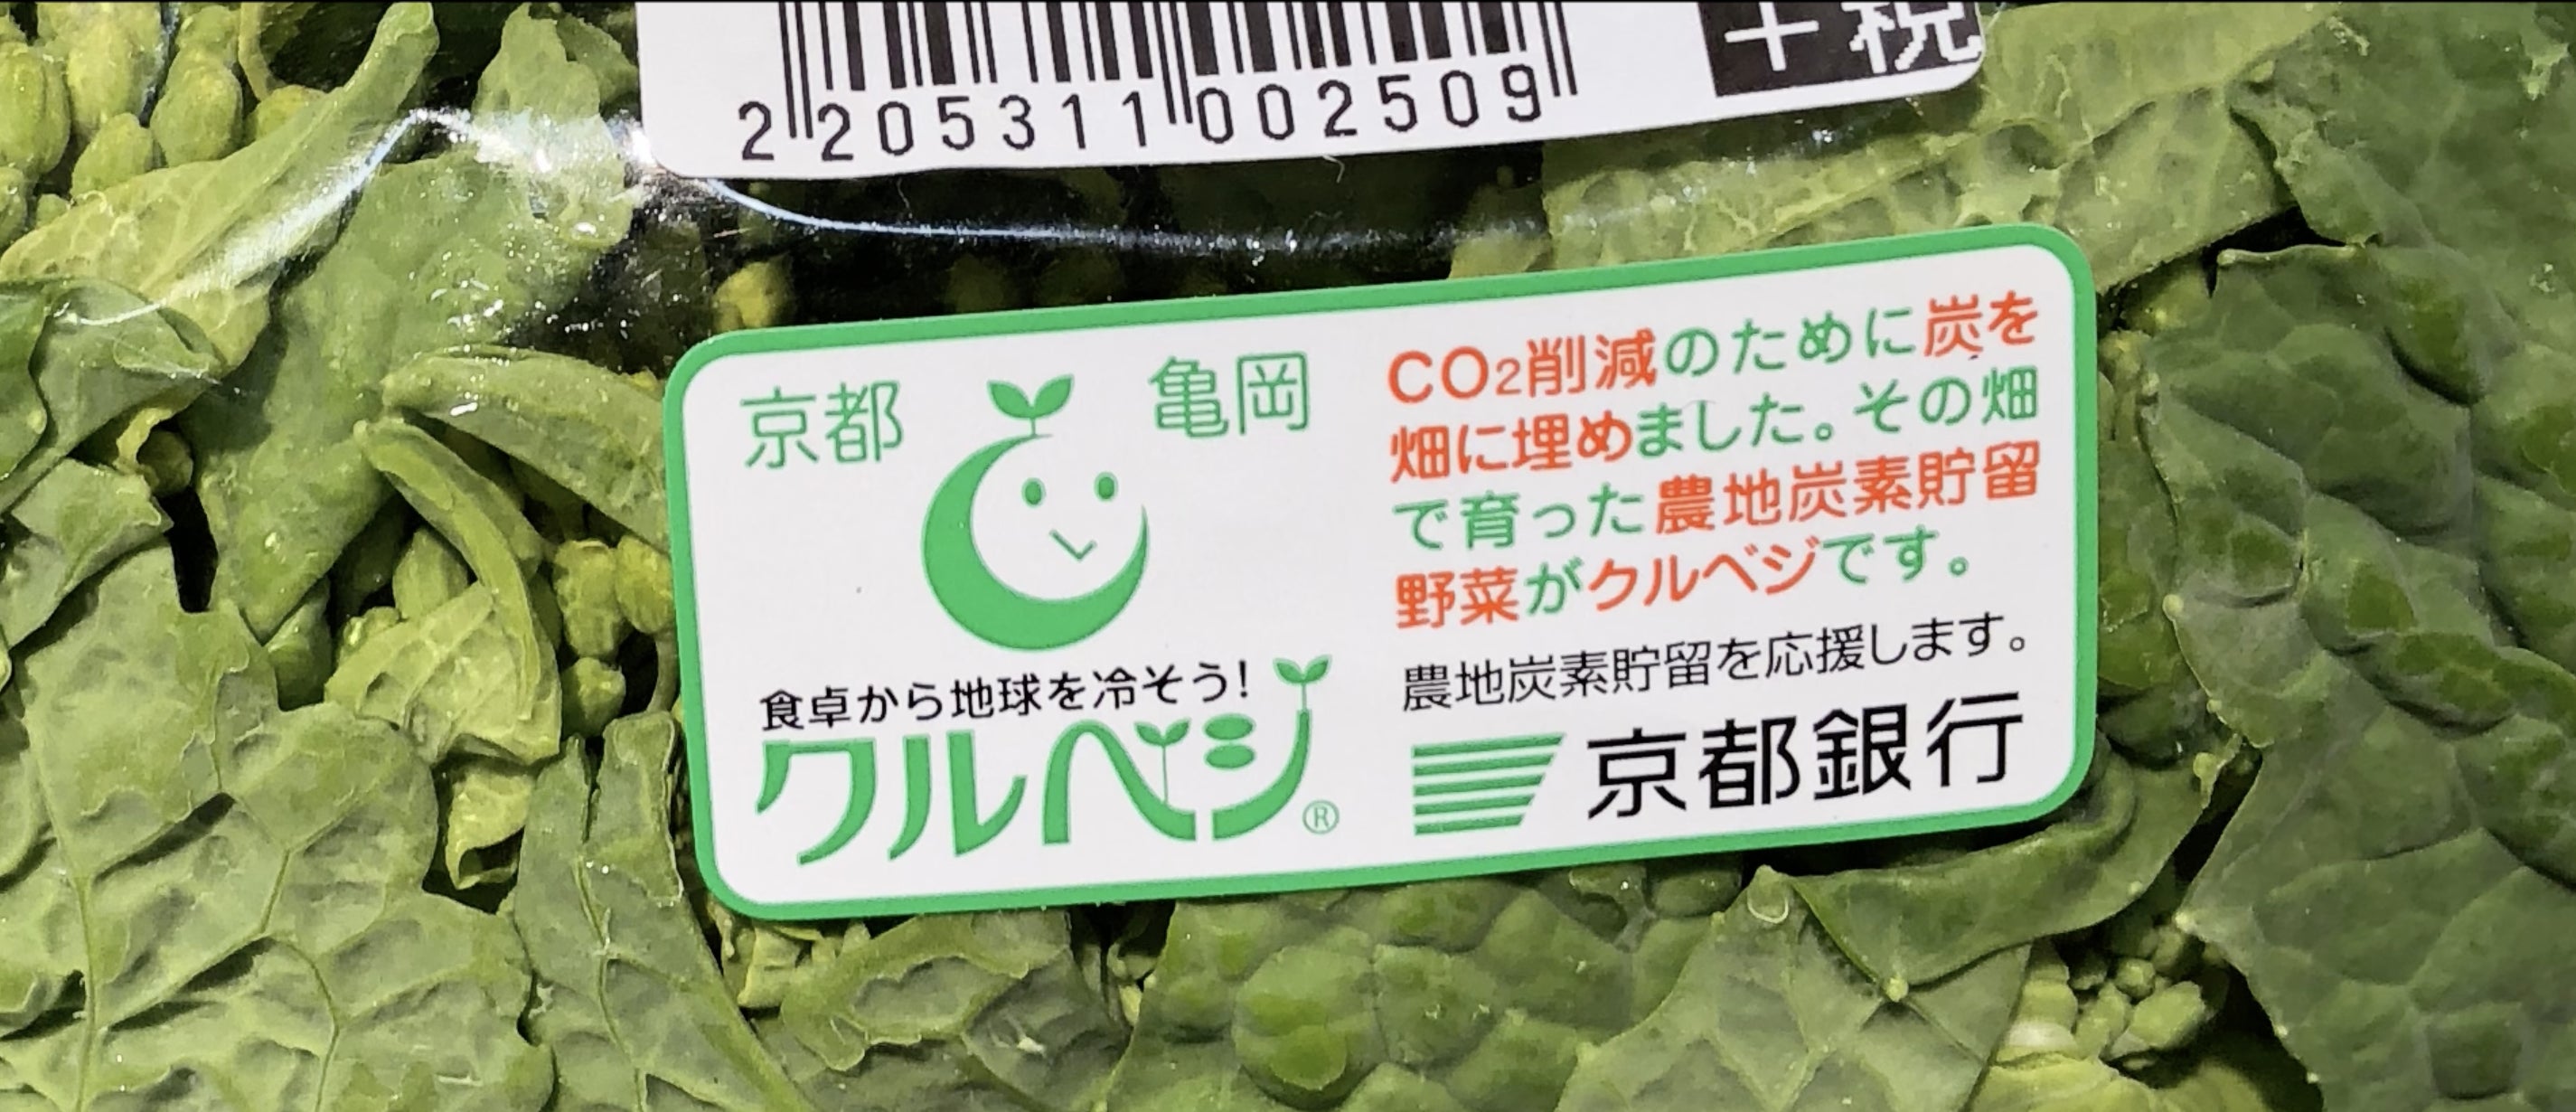 +税
2 205311 002509
京都 亀岡
食卓から地球を冷そう!
クルベジ®
CO2削減のために炭を
畑に埋めました。その畑
で育った農地炭素貯留
野菜がクルベジです。
農地炭素貯留を応援します。
京都銀行